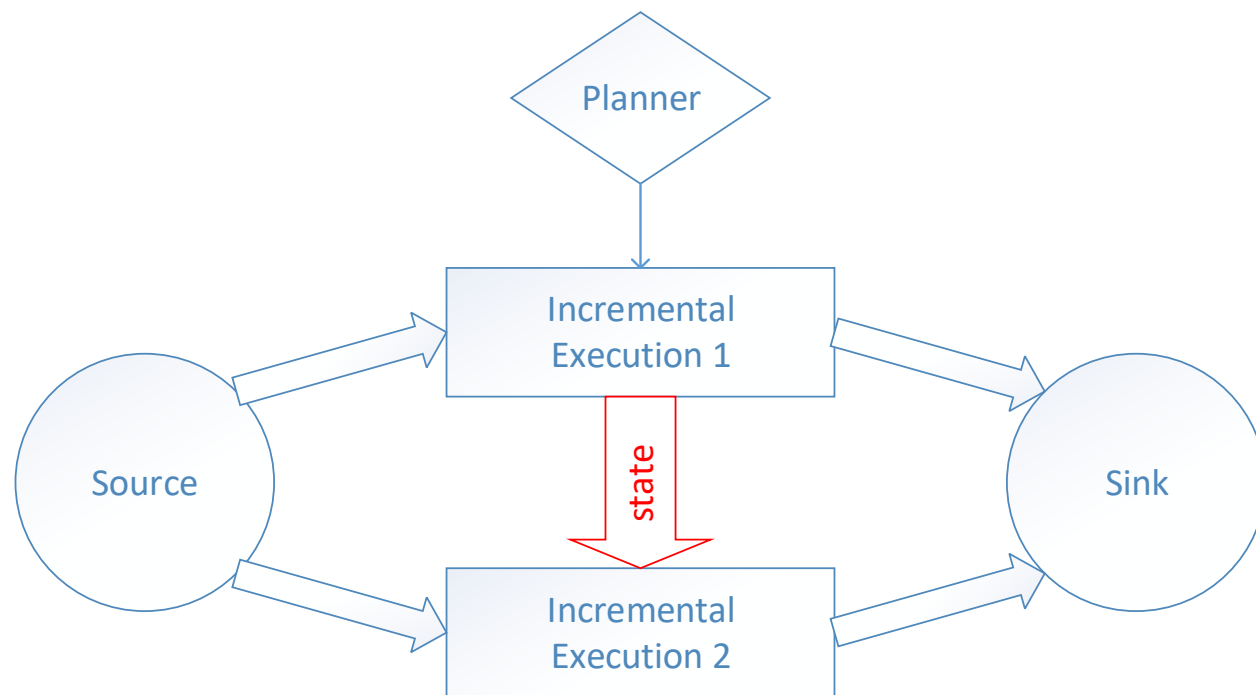 Planner
Incremental
Execution 1
Source
state
Sink
Incremental
Execution 2